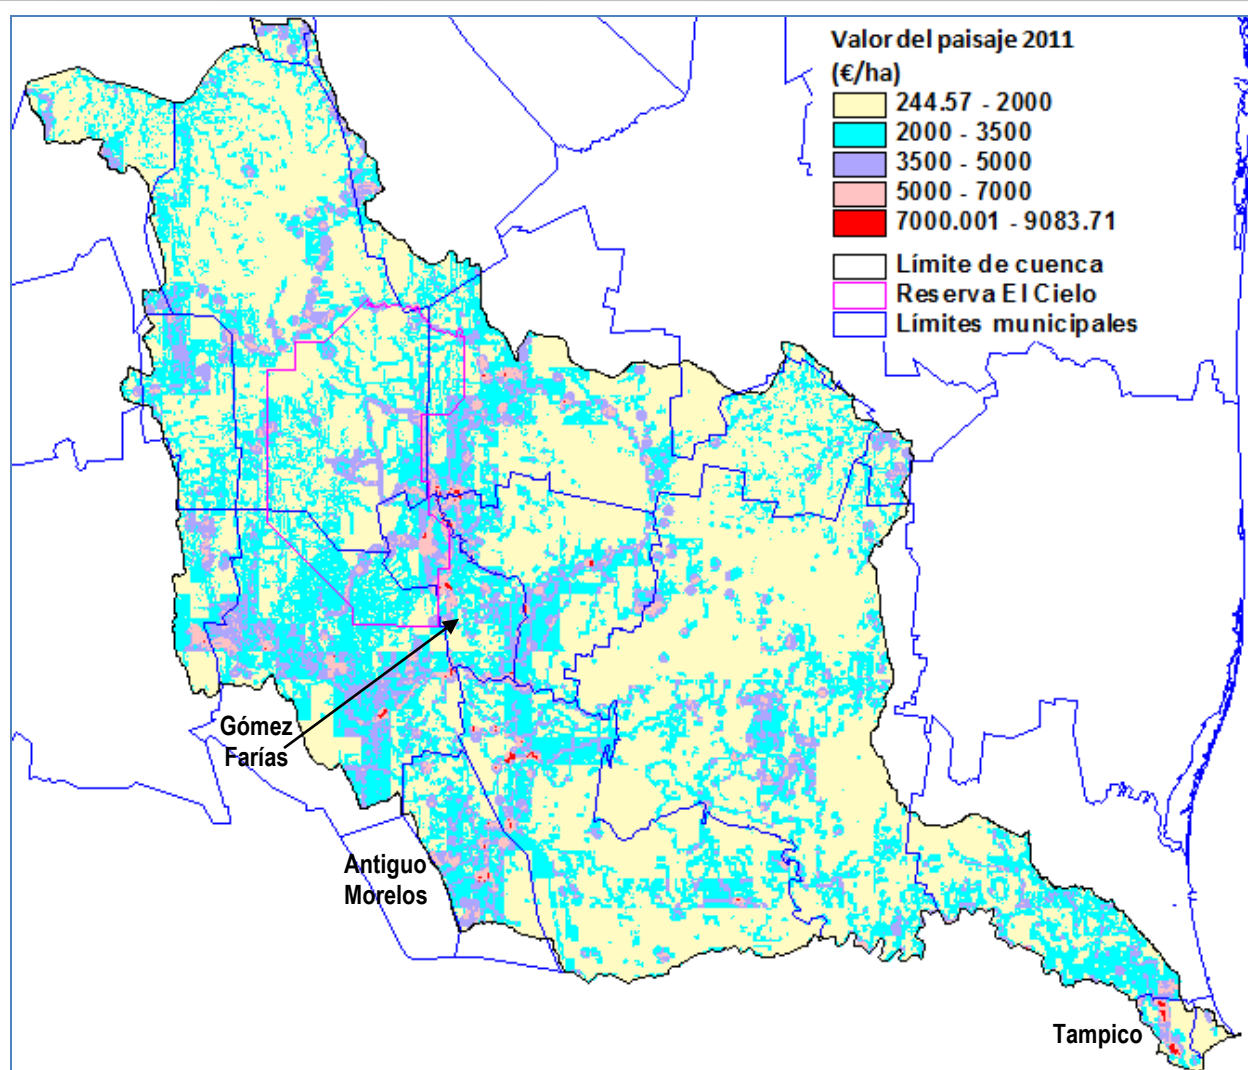 Valor del paisaje 2011
(€/ha)
244.57 - 2000
2000 - 3500
3500 - 5000
5000 - 7000
7000.001 - 9083.71
Límite de cuenca
Reserva El Cielo
Límites municipales
Gómez
Farías
Antiguo
Morelos
Tampico